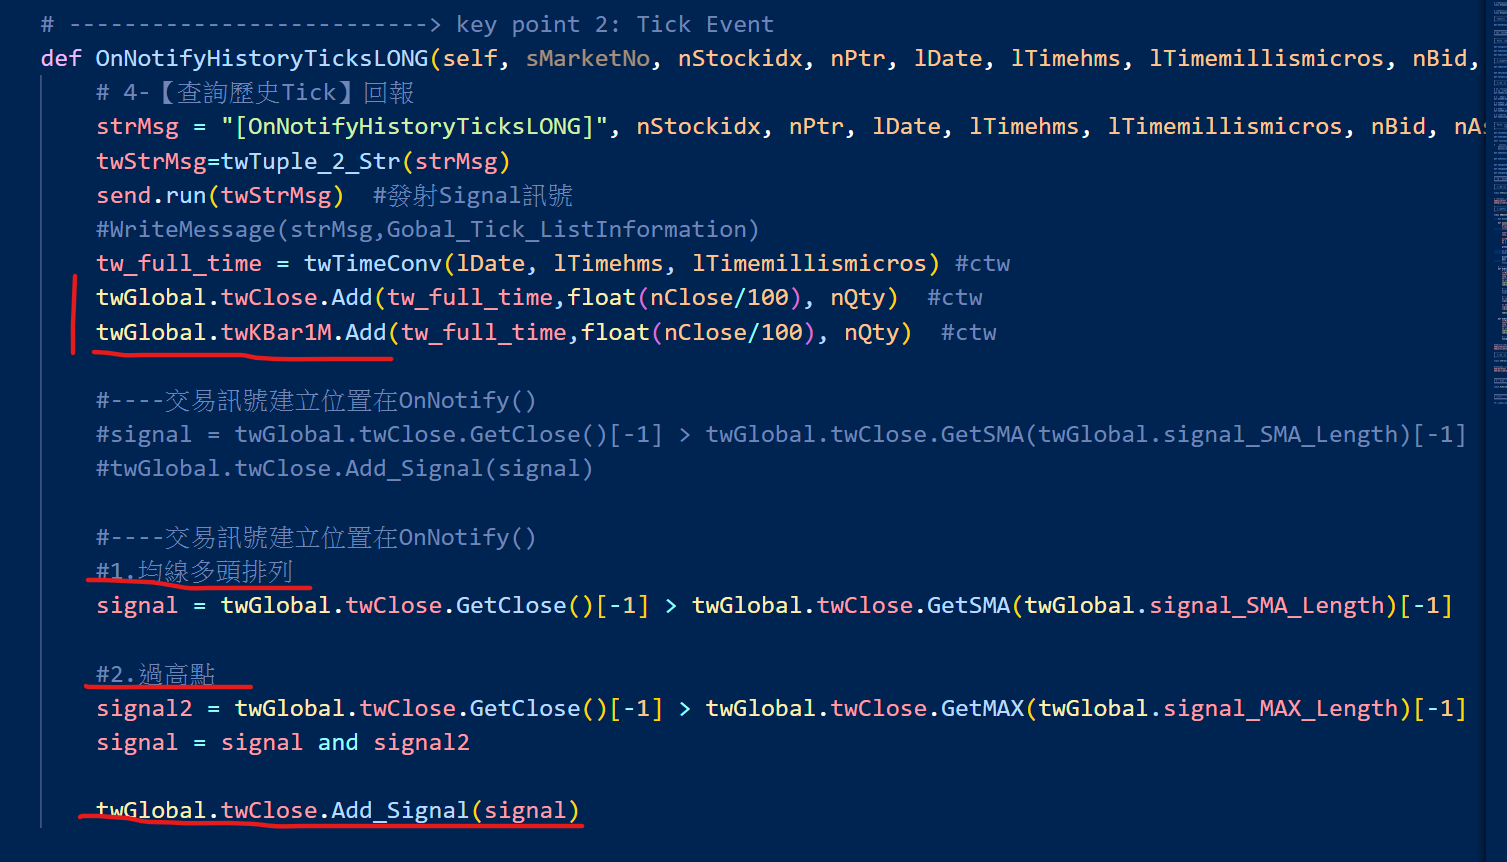 # --------------------------> key point 2: Tick Event
def OnNotifyHistoryTicksLONG(self, sMarketNo, nStockidx, nPtr, lDate, lTimehms, lTimemillismicros, nBid,
# 4-【查詢歷史Tick】回報
strMsg = "[OnNotifyHistoryTicksLONG]", nStockidx, nPtr, lDate, lTimehms, lTimemillismicros, nBid, nAs
twStrMsg=twTuple_2_Str(strMsg)
send.run(twStrMsg)  #發射Signal訊號
#WriteMessage(strMsg,Gobal_Tick_ListInformation)
tw_full_time = twTimeConv(lDate, lTimehms, lTimemillismicros) #ctw
twGlobal.twClose.Add(tw_full_time,float(nClose/100), nQty)  #ctw
twGlobal.twKBar1M.Add(tw_full_time,float(nClose/100), nQty)  #ctw
#----交易訊號建立位置在OnNotify()
#signal = twGlobal.twClose.GetClose()[-1] > twGlobal.twClose.GetSMA(twGlobal.signal_SMA_Length)[-1]
#twGlobal.twClose.Add_Signal(signal)
#----交易訊號建立位置在OnNotify()
#1.均線多頭排列
signal = twGlobal.twClose.GetClose()[-1] > twGlobal.twClose.GetSMA(twGlobal.signal_SMA_Length)[-1]
#2.過高點
signal2 = twGlobal.twClose.GetClose()[-1] > twGlobal.twClose.GetMAX(twGlobal.signal_MAX_Length)[-1]
signal = signal and signal2
twGlobal.twClose.Add_Signal(signal)